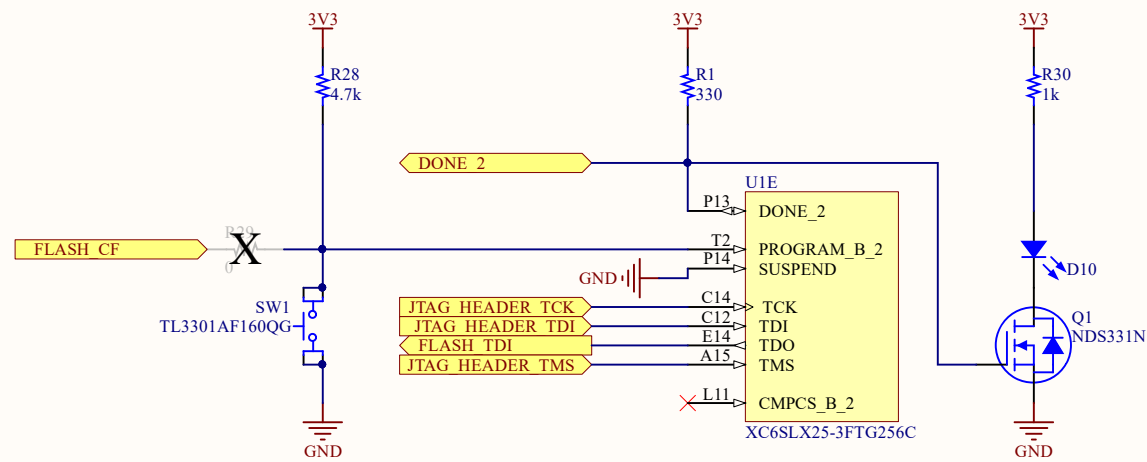 3V3
3V3
3V3
R28
4.7k
R1
330
R30
1k
DONE_2
U1E
P13
DONE_2
FLASH_CF
R29
0
X
T2
PROGRAM_B_2
P14
SUSPEND
GND
D10
SW1
TL3301AF160QG
JTAG_HEADER_TCK
C14
TCK
JTAG_HEADER_TDI
C12
TDI
FLASH_TDI
E14
TDO
JTAG_HEADER_TMS
A15
TMS
Q1
NDS331N
L11
CMPCS_B_2
XC6SLX25-3FTG256C
GND
GND